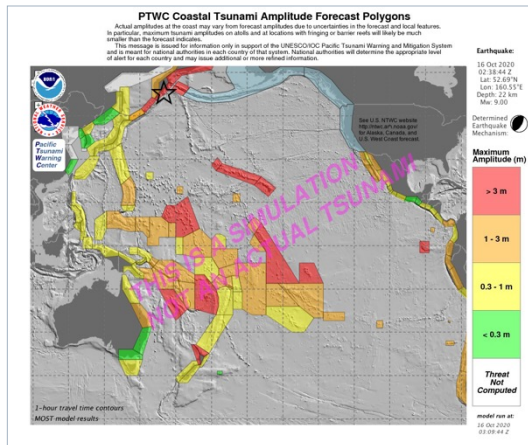 PTWC Coastal Tsunami Amplitude Forecast Polygons
Actual amplitudes at the coast may vary from forecast amplitudes due to uncertainties in the forecast and local features.
In particular, maximum tsunami amplitudes on atolls and at locations with fringing or barrier reefs will likely be much
smaller than the forecast indicates.
This message is issued for information only in support of the UNESCO/IOC Pacific Tsunami Warning and Mitigation System
and is meant for national authorities in each country of that system. National authorities will determine the appropriate level
of alert for each country and may issue additional or more refined information.
Earthquake:
16 Oct 2020
02:38:44 Z
Lat: 52.69°N
Lon: 160.55°E
Depth: 22 km
Mw: 9.00
Determined
Earthquake
Mechanism:
Pacific
Tsunami
Warning
Center
See U.S. NTWC website
for Alaska, Canada, and
U.S. West Coast forecast.
Maximum
Amplitude (m)
> 3 m
1 - 3 m
0.3 - 1 m
< 0.3 m
Threat
Not
Computed
THIS IS A SIMULATION
NOT AN ACTUAL TSUNAMI
1-hour travel time contours
MOST model results
model run at:
16 Oct 2020
03:09:44 Z